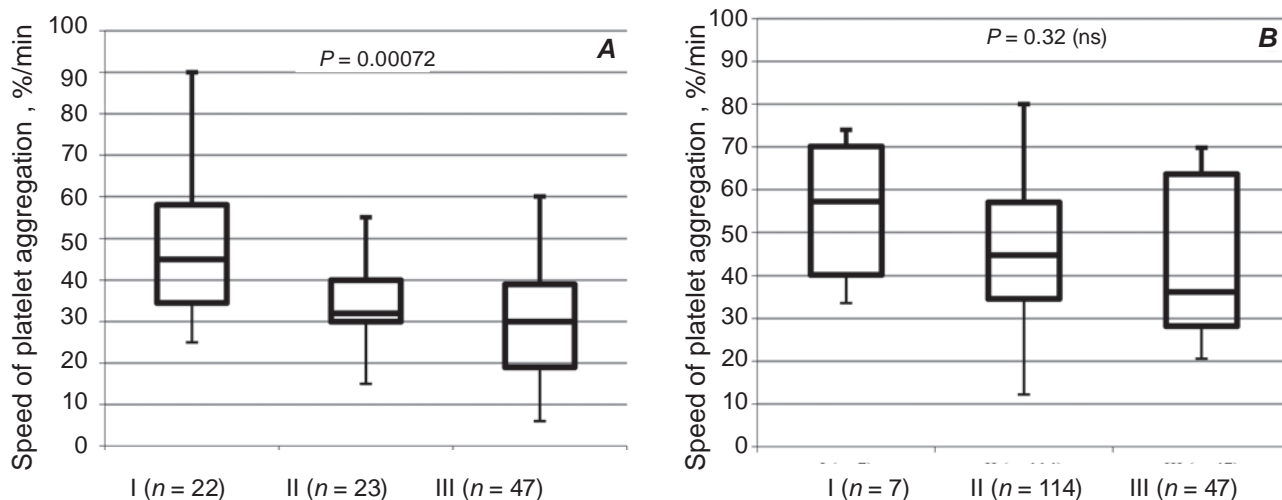 Speed of platelet aggregation , %/min
100
90
80
70
60
50
40
30
20
10
0
P = 0.00072
A
I (n = 22) II (n = 23) III (n = 47)
Speed of platelet aggregation, %/min
100
90
80
70
60
50
40
30
20
10
0
P = 0.32 (ns)
B
I (n = 7) II (n = 114) III (n = 47)